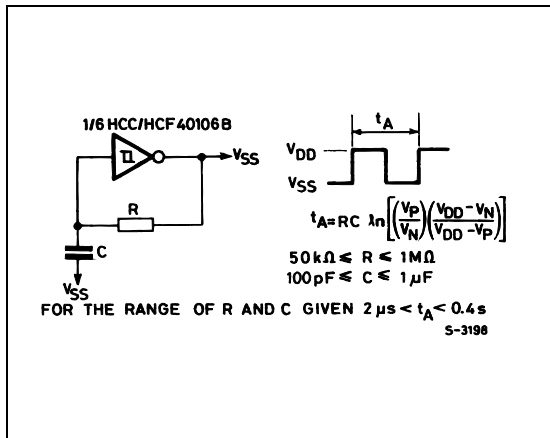 1/6 HCC/HCF 40106B
VSS
R
C
VSS
tA
VDD
VSS
tA=RC ln[(VP/VN)(VDD-VN/VDD-VP)]
50kΩ ≤ R ≤ 1MΩ
100pF ≤ C ≤ 1µF
FOR THE RANGE OF R AND C GIVEN 2µs < tA < 0.4s
S-3198